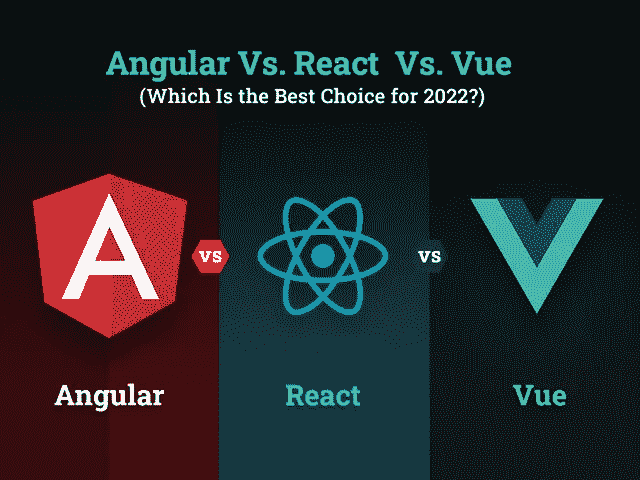 Angular Vs. React Vs. Vue
(Which Is the Best Choice for 2022?)
A
vs
vs
Angular
React
Vue